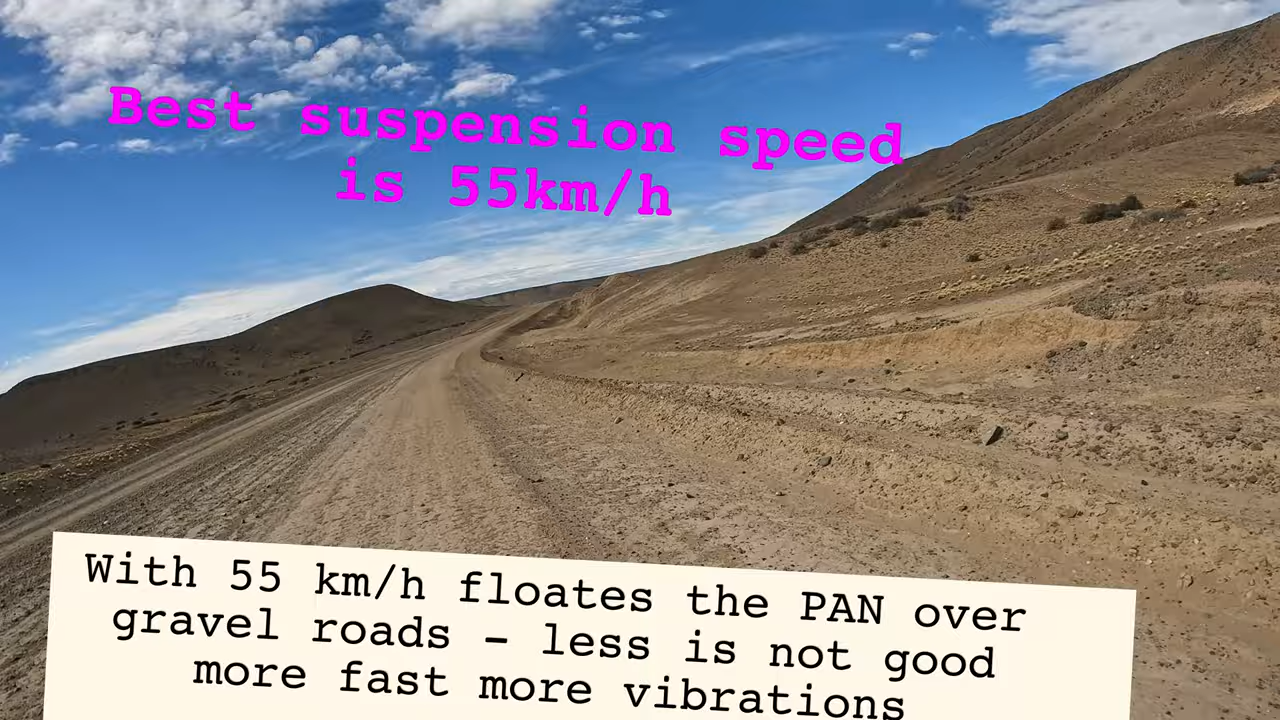 Best suspension speed
is 55km/h
With 55 km/h floates the PAN over
gravel roads - less is not good
more fast more vibrations